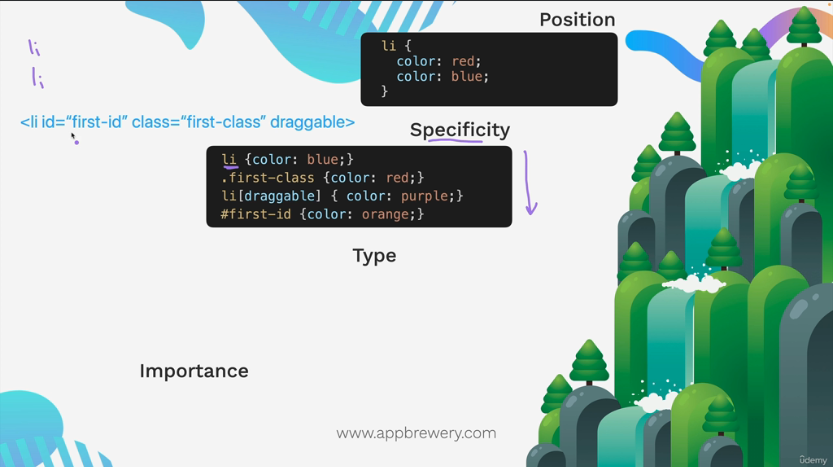 Position
li {
color: red;
color: blue;
}
li
li
<li id=“first-id” class=“first-class” draggable>
Specificity
li {color: blue;}
.first-class {color: red;}
li[draggable] { color: purple;}
#first-id {color: orange;}
Type
Importance
www.appbrewery.com
ûdemy